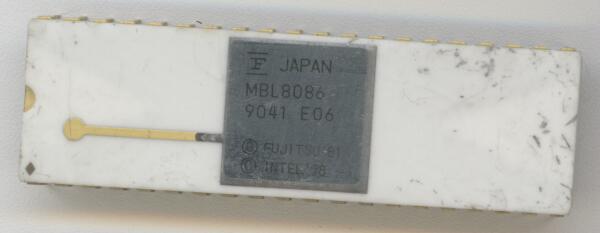 F JAPAN
MBL8086
9041 E06
Ⓜ FUJITSU'81
© INTEL'78